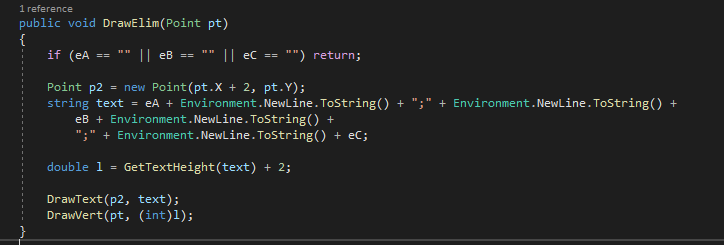 1 reference
public void DrawElim(Point pt)
{
if (eA == "" || eB == "" || eC == "") return;
Point p2 = new Point(pt.X + 2, pt.Y);
string text = eA + Environment.NewLine.ToString() + ";" + Environment.NewLine.ToString() +
eB + Environment.NewLine.ToString() +
";" + Environment.NewLine.ToString() + eC;
double l = GetTextHeight(text) + 2;
DrawText(p2, text);
DrawVert(pt, (int)l);
}